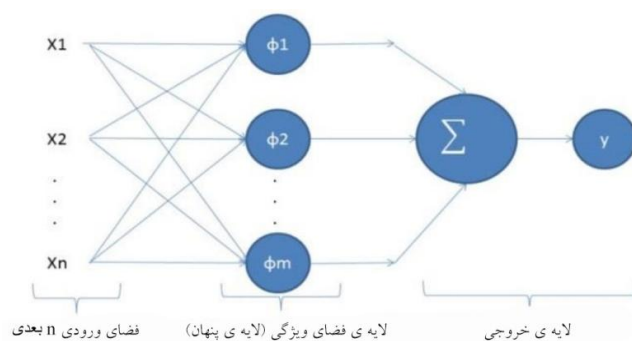 X1
ϕ1
X2
ϕ2
∑
y
Xn
ϕm
فضای ورودی n بعدی
لایه ی فضای ویژگی (لایه ی پنهان)
لایه ی خروجی